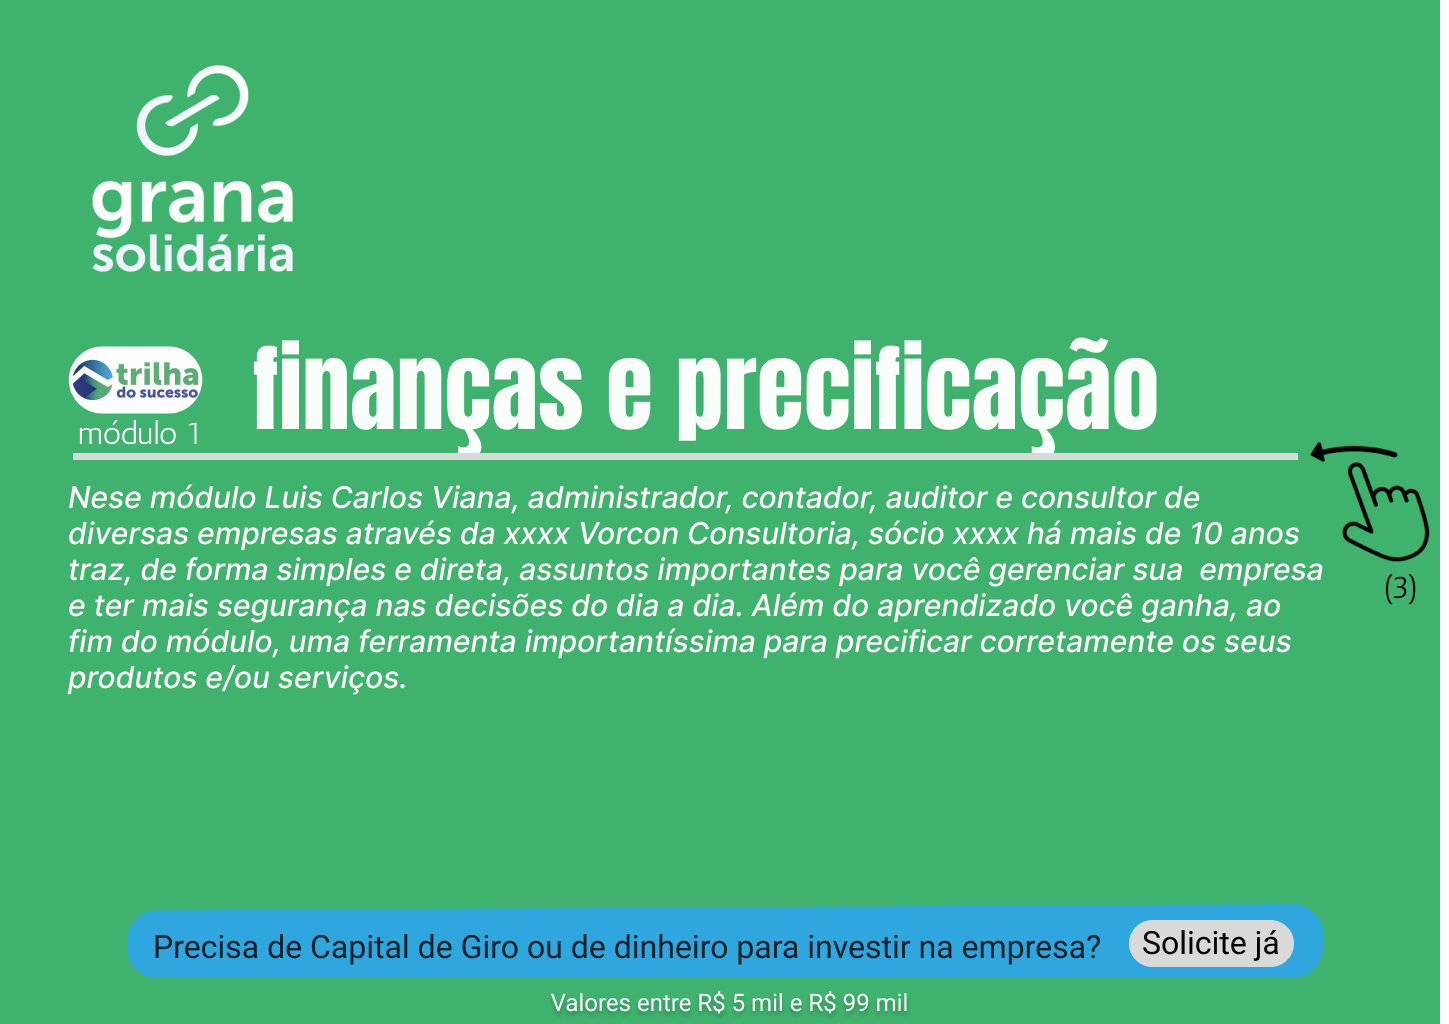 grana
solidária
trilha
do sucesso
módulo 1
finanças e precificação
Nese módulo Luis Carlos Viana, administrador, contador, auditor e consultor de
diversas empresas através da xxxx Vorcon Consultoria, sócio xxxx há mais de 10 anos
traz, de forma simples e direta, assuntos importantes para você gerenciar sua  empresa
e ter mais segurança nas decisões do dia a dia. Além do aprendizado você ganha, ao
fim do módulo, uma ferramenta importantíssima para precificar corretamente os seus
produtos e/ou serviços.
(3)
Precisa de Capital de Giro ou de dinheiro para investir na empresa?
Solicite já
Valores entre R$ 5 mil e R$ 99 mil